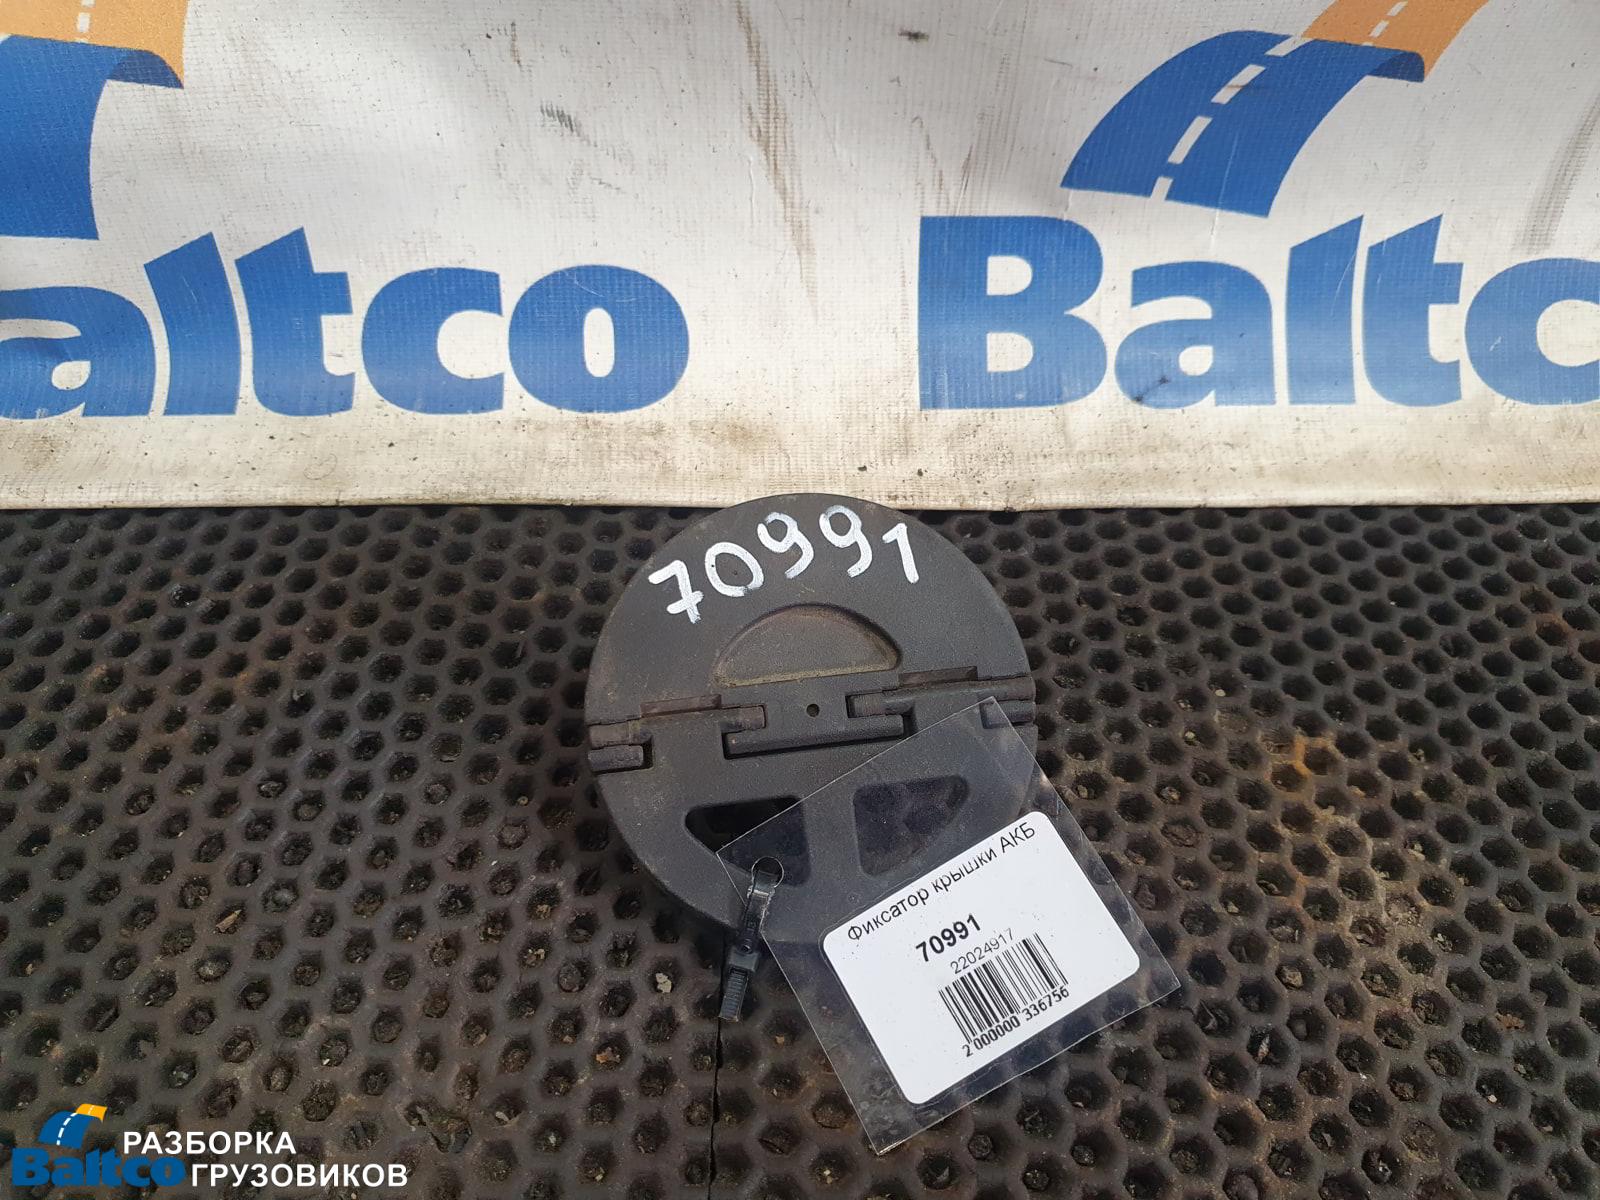 Baltco
Baltco
70991
Фиксатор крышки АКБ
70991
22024917
2 000000 336756
Baltco РАЗБОРКА
ГРУЗОВИКОВ